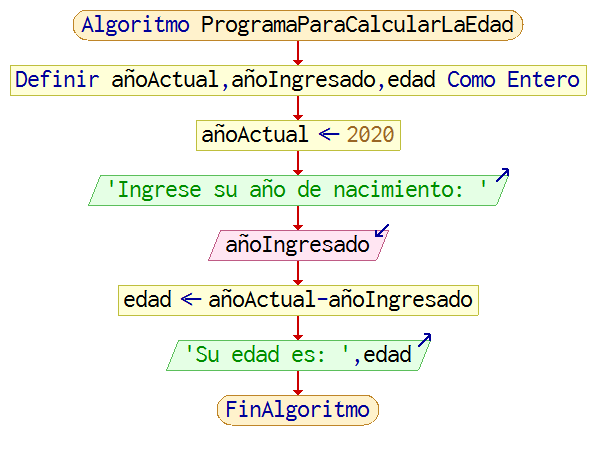 Algoritmo ProgramaParaCalcularLaEdad
Definir añoActual,añoIngresado,edad Como Entero
añoActual <- 2020
'Ingrese su año de nacimiento: '
añoIngresado
edad <- añoActual-añoIngresado
'Su edad es: ',edad
FinAlgoritmo